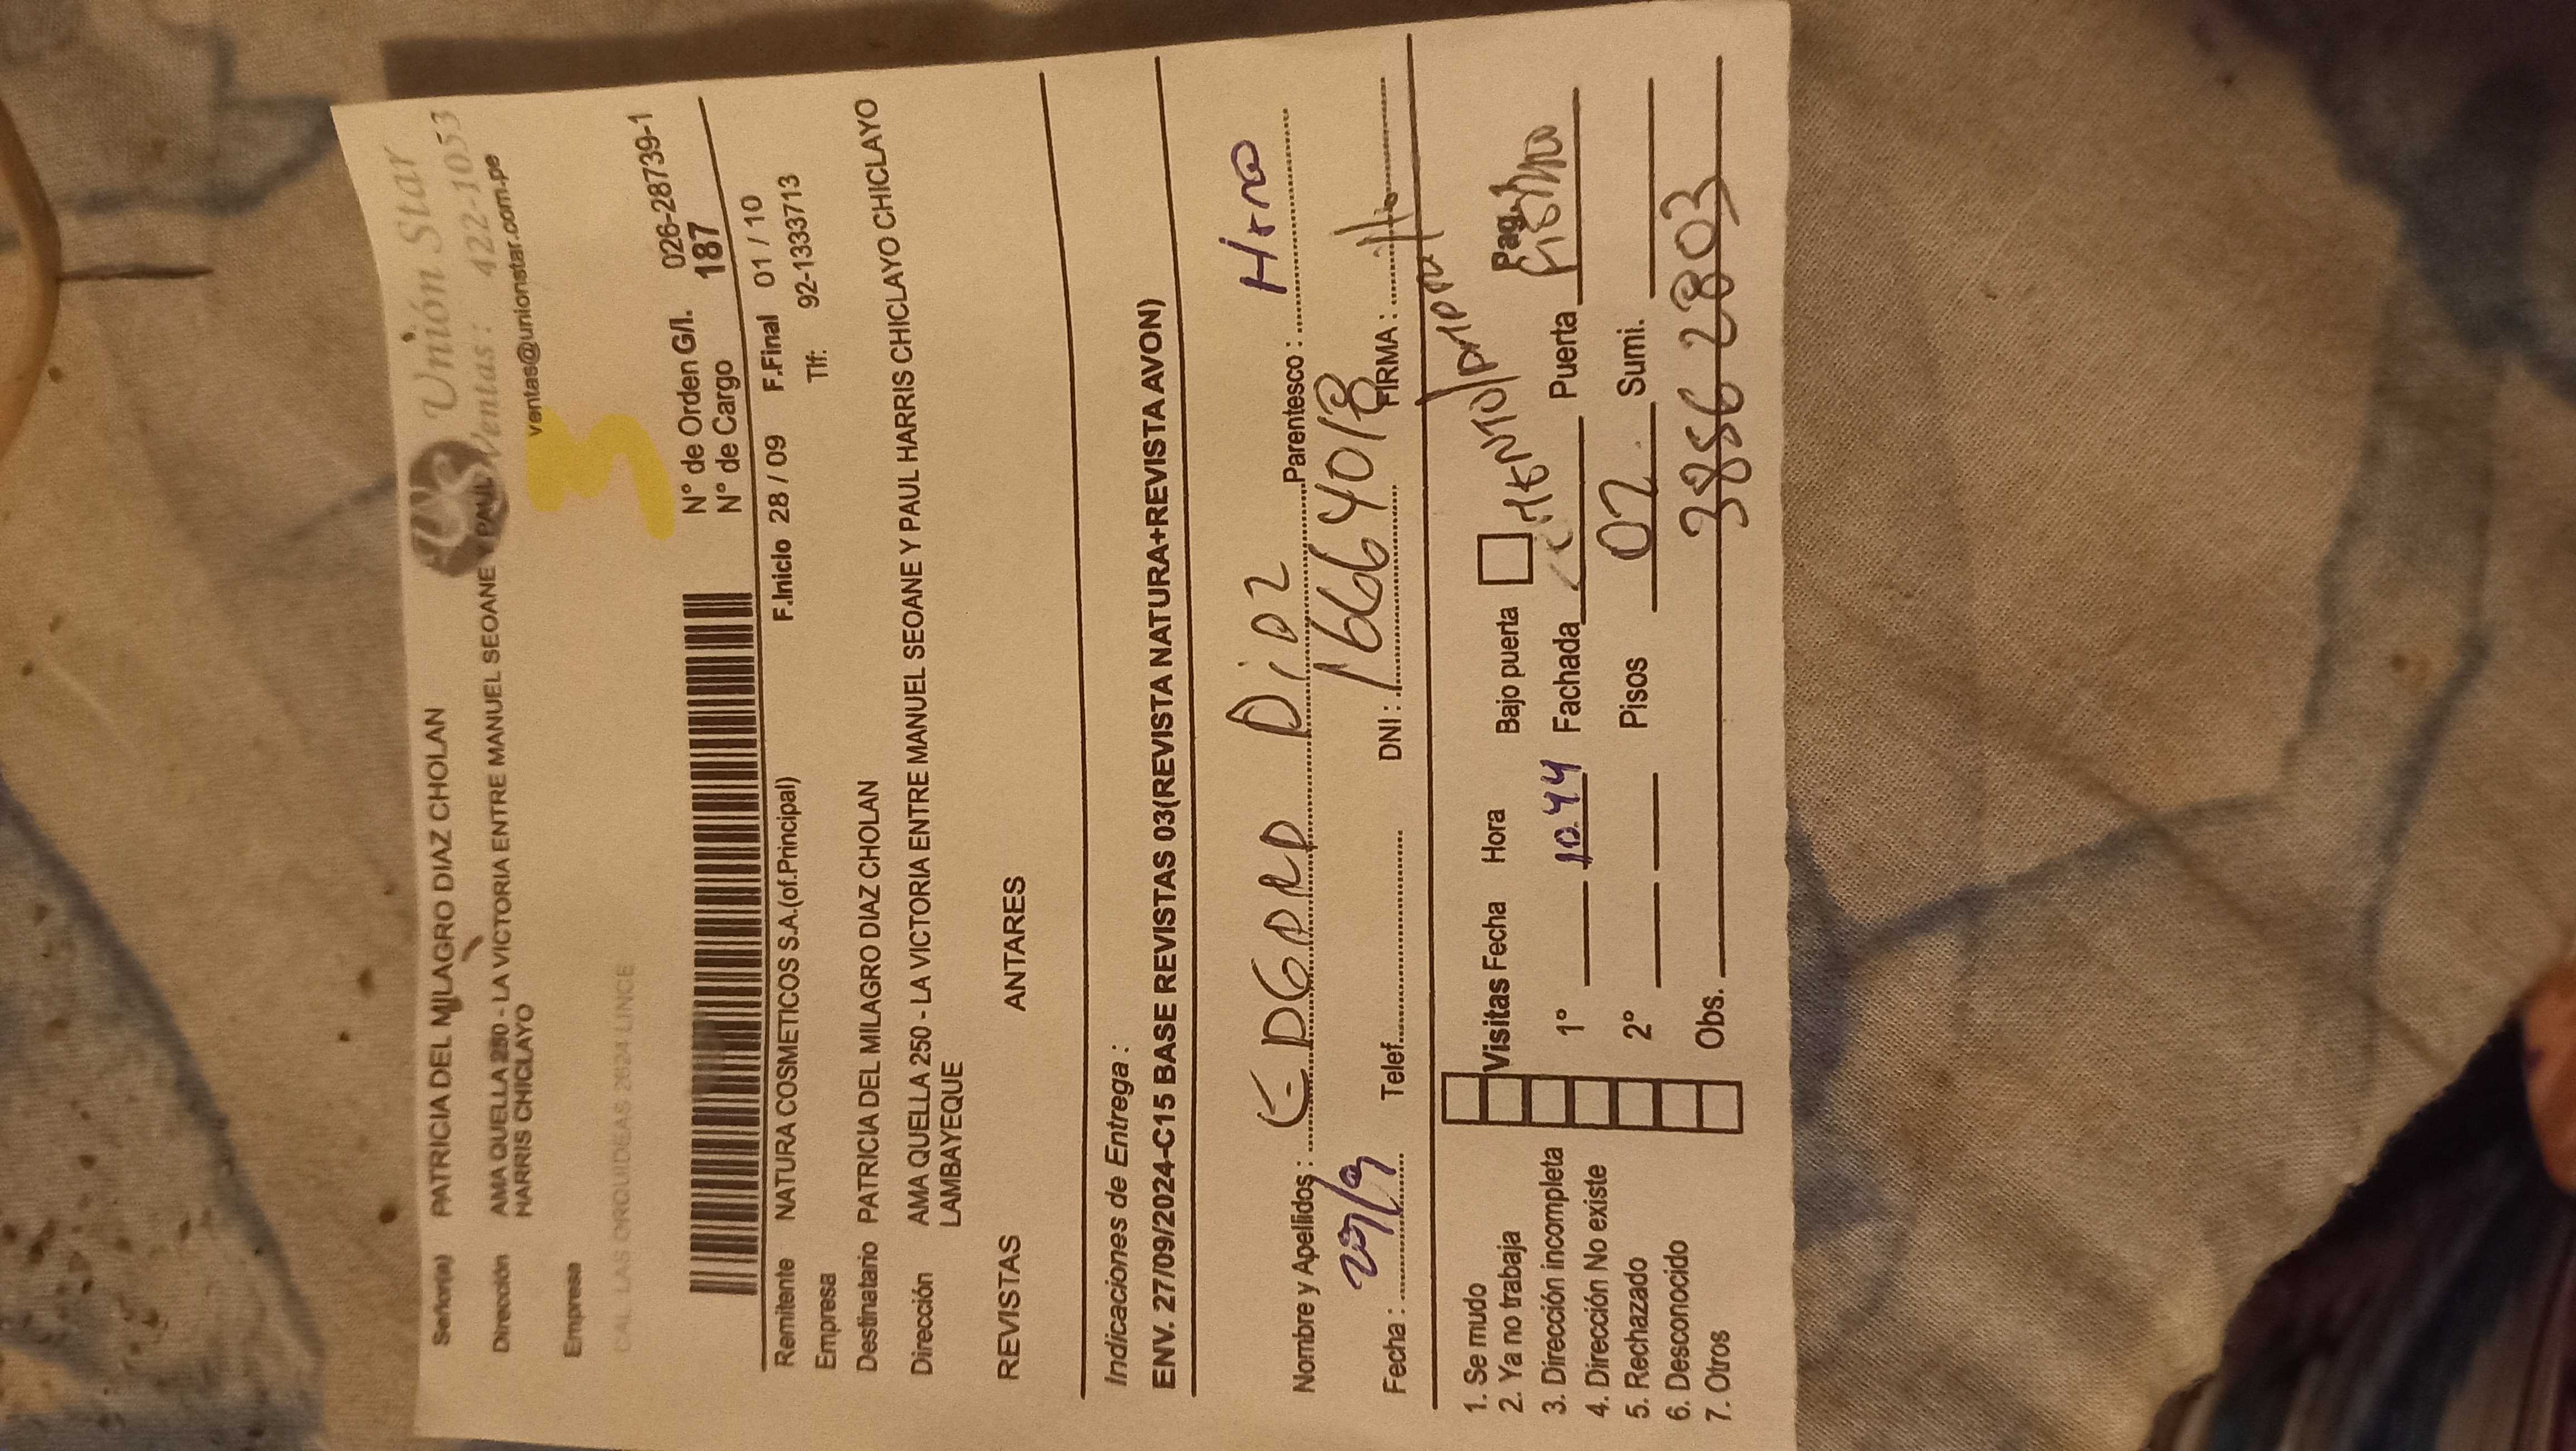 Señor(a) PATRICIA DEL MILAGRO DIAZ CHOLAN
Unión Star
Dirección AMA QUELLA 250 - LA VICTORIA ENTRE MANUEL SEOANE Y PAUL
HARRIS CHICLAYO
Ventas: 422-1053
ventas@unionstar.com.pe
Empresa
CAL LAS ORQUIDEAS 2624 LINCE
3
N° de Orden G/I. 026-28739-1
N° de Cargo 187
Remitente NATURA COSMETICOS S.A.(of.Principal) F.Inicio 28 / 09 F.Final 01 / 10
Empresa Tlf: 92-1333713
Destinatario PATRICIA DEL MILAGRO DIAZ CHOLAN
Dirección AMA QUELLA 250 - LA VICTORIA ENTRE MANUEL SEOANE Y PAUL HARRIS CHICLAYO CHICLAYO
LAMBAYEQUE
REVISTAS ANTARES
Indicaciones de Entrega :
ENV. 27/09/2024-C15 BASE REVISTAS 03(REVISTA NATURA+REVISTA AVON)
Nombre y Apellidos : EDGARD DiAZ Parentesco : Hrno
Fecha : Telef. DNI : 16664018 FIRMA :
1. Se mudo
2. Ya no trabaja Visitas Fecha Hora Bajo puerta Pag.
3. Dirección incompleta 1° 10.44 Fachada Puerta
4. Dirección No existe
5. Rechazado 2° Pisos 02 Sumi.
6. Desconocido
7. Otros Obs. 38562803